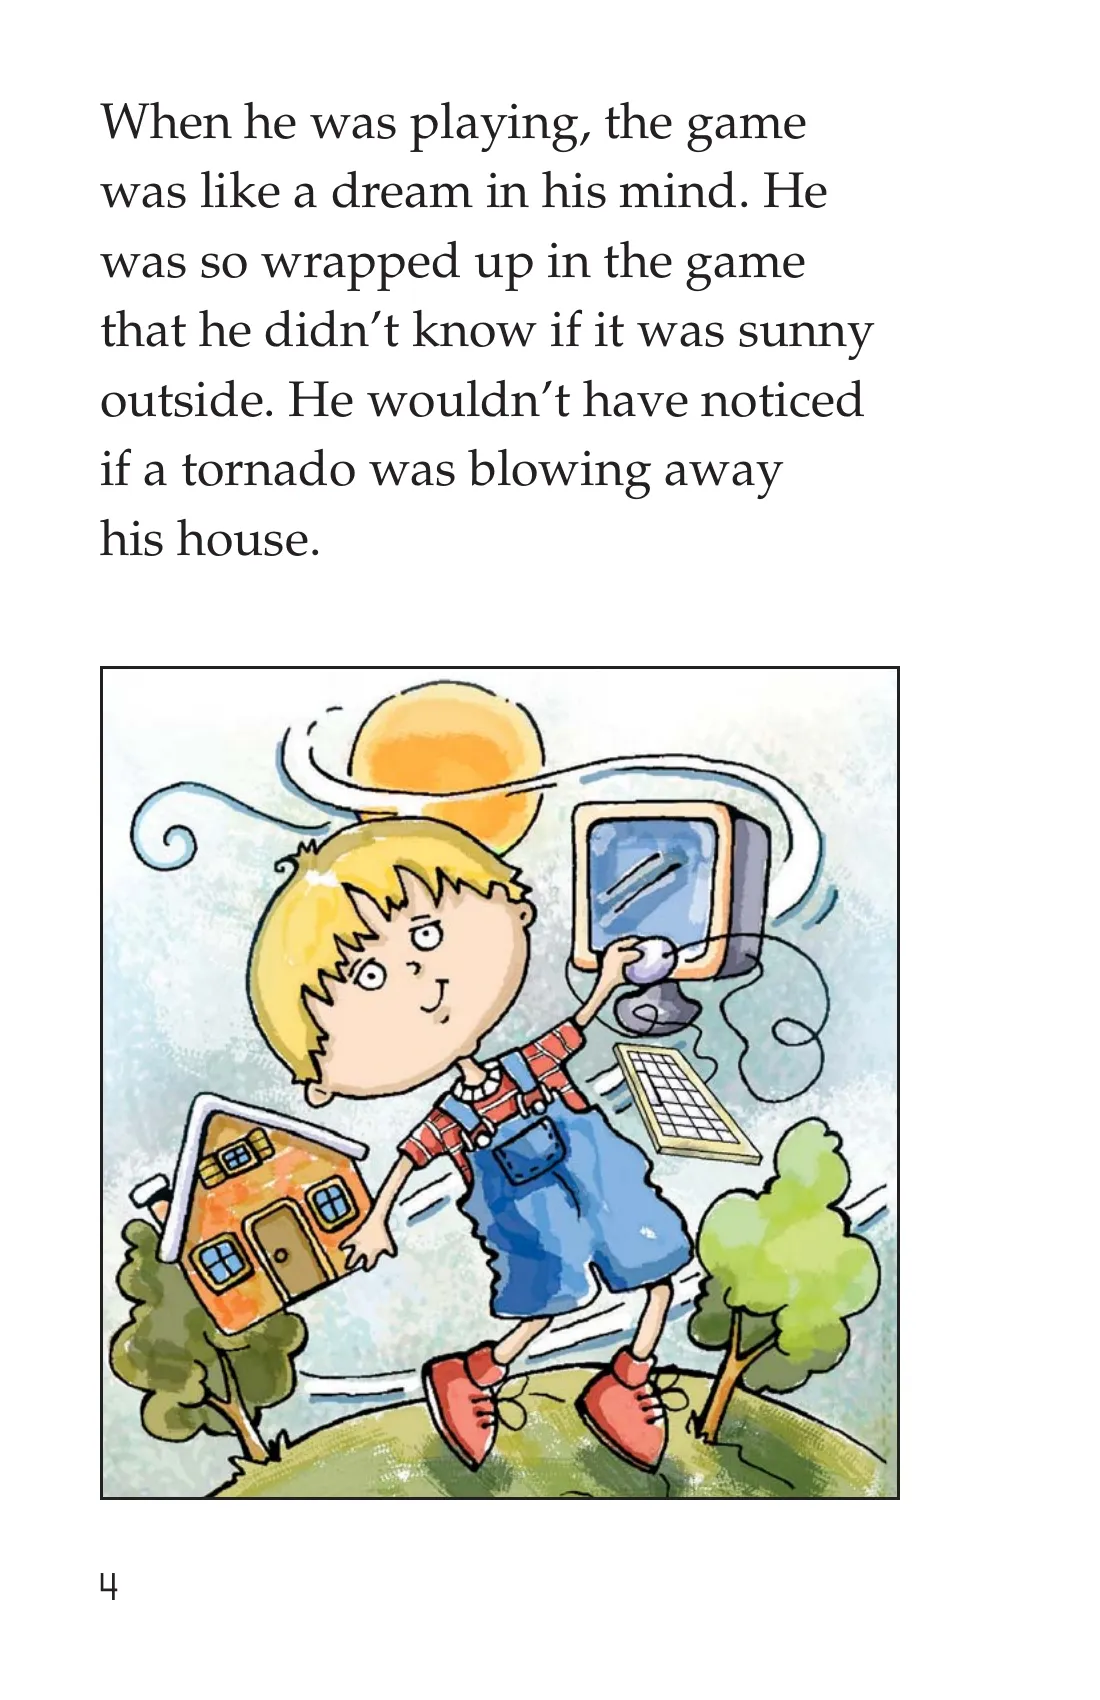 When he was playing, the game
was like a dream in his mind. He
was so wrapped up in the game
that he didn’t know if it was sunny
outside. He wouldn’t have noticed
if a tornado was blowing away
his house.
4